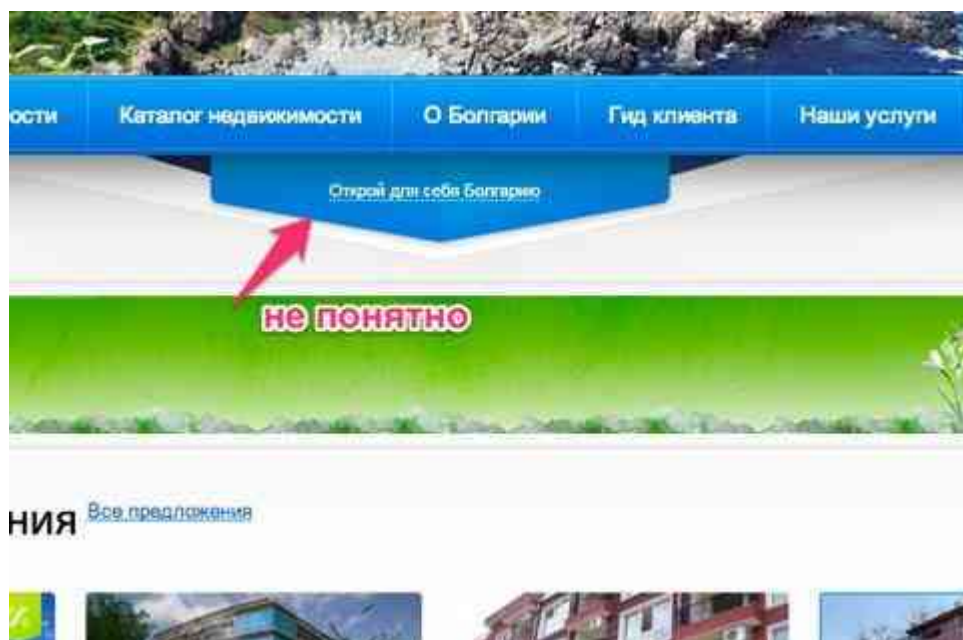 ости Каталог недвижимости О Болгарии Гид клиента Наши услуги
Открой для себя Болгарию
не понятно
ния Все предложения
%